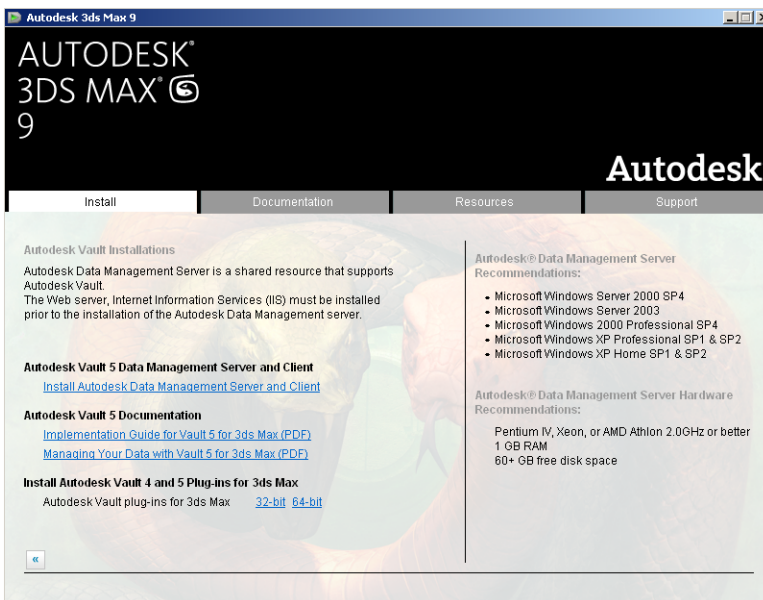 Autodesk 3ds Max 9
AUTODESK®
3DS MAX®
9
Autodesk
Install
Documentation
Resources
Support
Autodesk Vault Installations
Autodesk Data Management Server is a shared resource that supports
Autodesk Vault.
The Web server, Internet Information Services (IIS) must be installed
prior to the installation of the Autodesk Data Management server.
Autodesk Vault 5 Data Management Server and Client
Install Autodesk Data Management Server and Client
Autodesk Vault 5 Documentation
Implementation Guide for Vault 5 for 3ds Max (PDF)
Managing Your Data with Vault 5 for 3ds Max (PDF)
Install Autodesk Vault 4 and 5 Plug-ins for 3ds Max
Autodesk Vault plug-ins for 3ds Max 32-bit 64-bit
«
Autodesk® Data Management Server
Recommendations:
• Microsoft Windows Server 2000 SP4
• Microsoft Windows Server 2003
• Microsoft Windows 2000 Professional SP4
• Microsoft Windows XP Professional SP1 & SP2
• Microsoft Windows XP Home SP1 & SP2
Autodesk® Data Management Server Hardware
Recommendations:
Pentium IV, Xeon, or AMD Athlon 2.0GHz or better
1 GB RAM
60+ GB free disk space